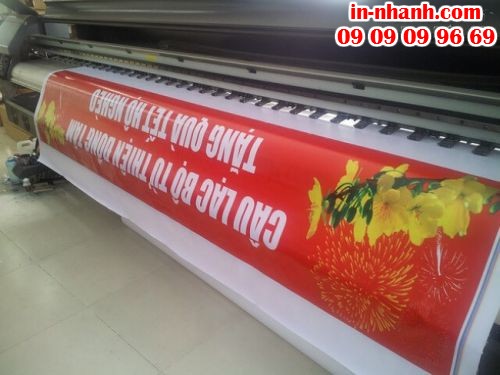 in-nhanh.com
09 09 09 96 69
CÂU LẠC BỘ TỪ THIỆN ĐỒNG TÂM
TẶNG QUÀ TẾT HỘ NGHÈO